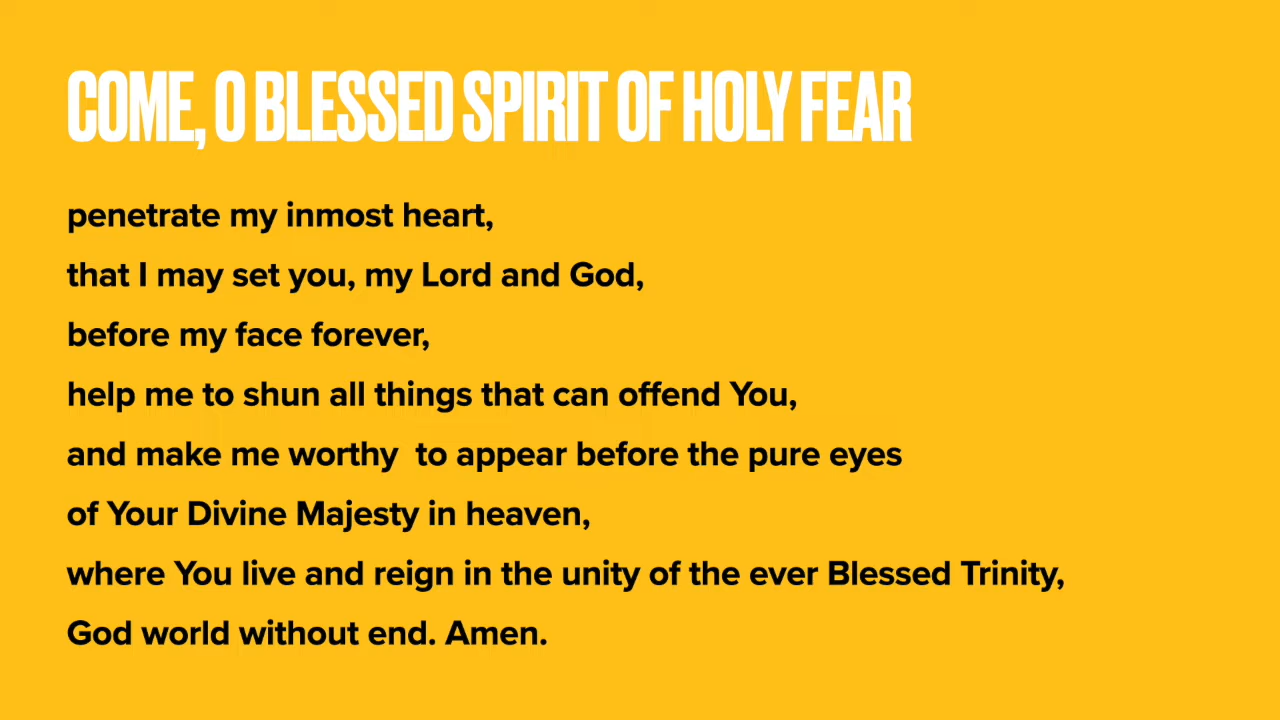 COME, O BLESSED SPIRIT OF HOLY FEAR
penetrate my inmost heart,
that I may set you, my Lord and God,
before my face forever,
help me to shun all things that can offend You,
and make me worthy  to appear before the pure eyes
of Your Divine Majesty in heaven,
where You live and reign in the unity of the ever Blessed Trinity,
God world without end. Amen.